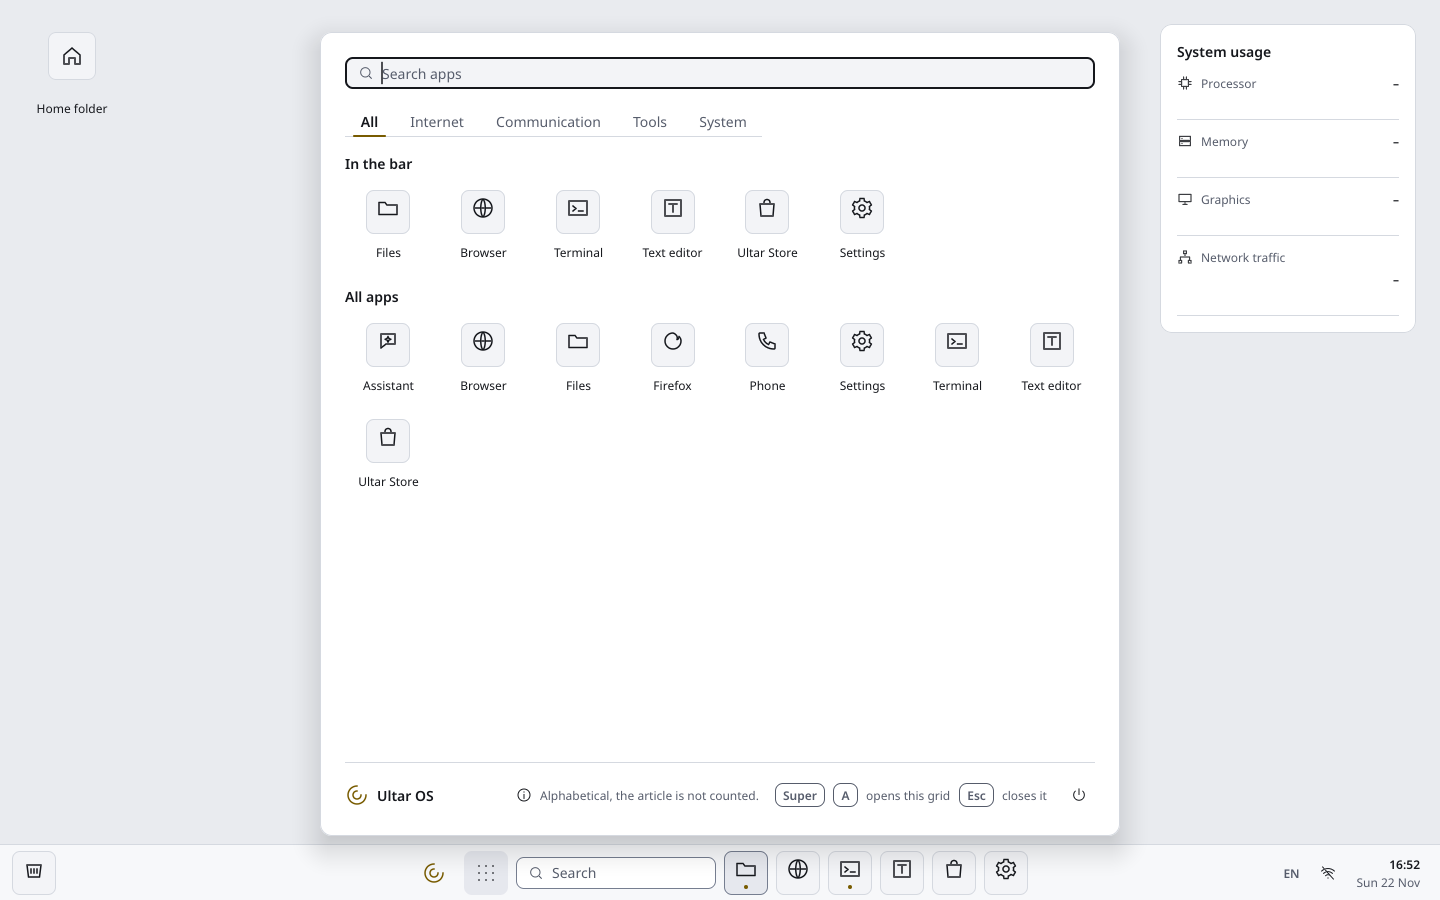 Home folder
Search apps
All Internet Communication Tools System
In the bar
Files Browser Terminal Text editor Ultar Store Settings
All apps
Assistant Browser Files Firefox Phone Settings Terminal Text editor
Ultar Store
Ultar OS
Alphabetical, the article is not counted. Super A opens this grid Esc closes it
System usage
Processor –
Memory –
Graphics –
Network traffic
–
Search
EN
16:52
Sun 22 Nov